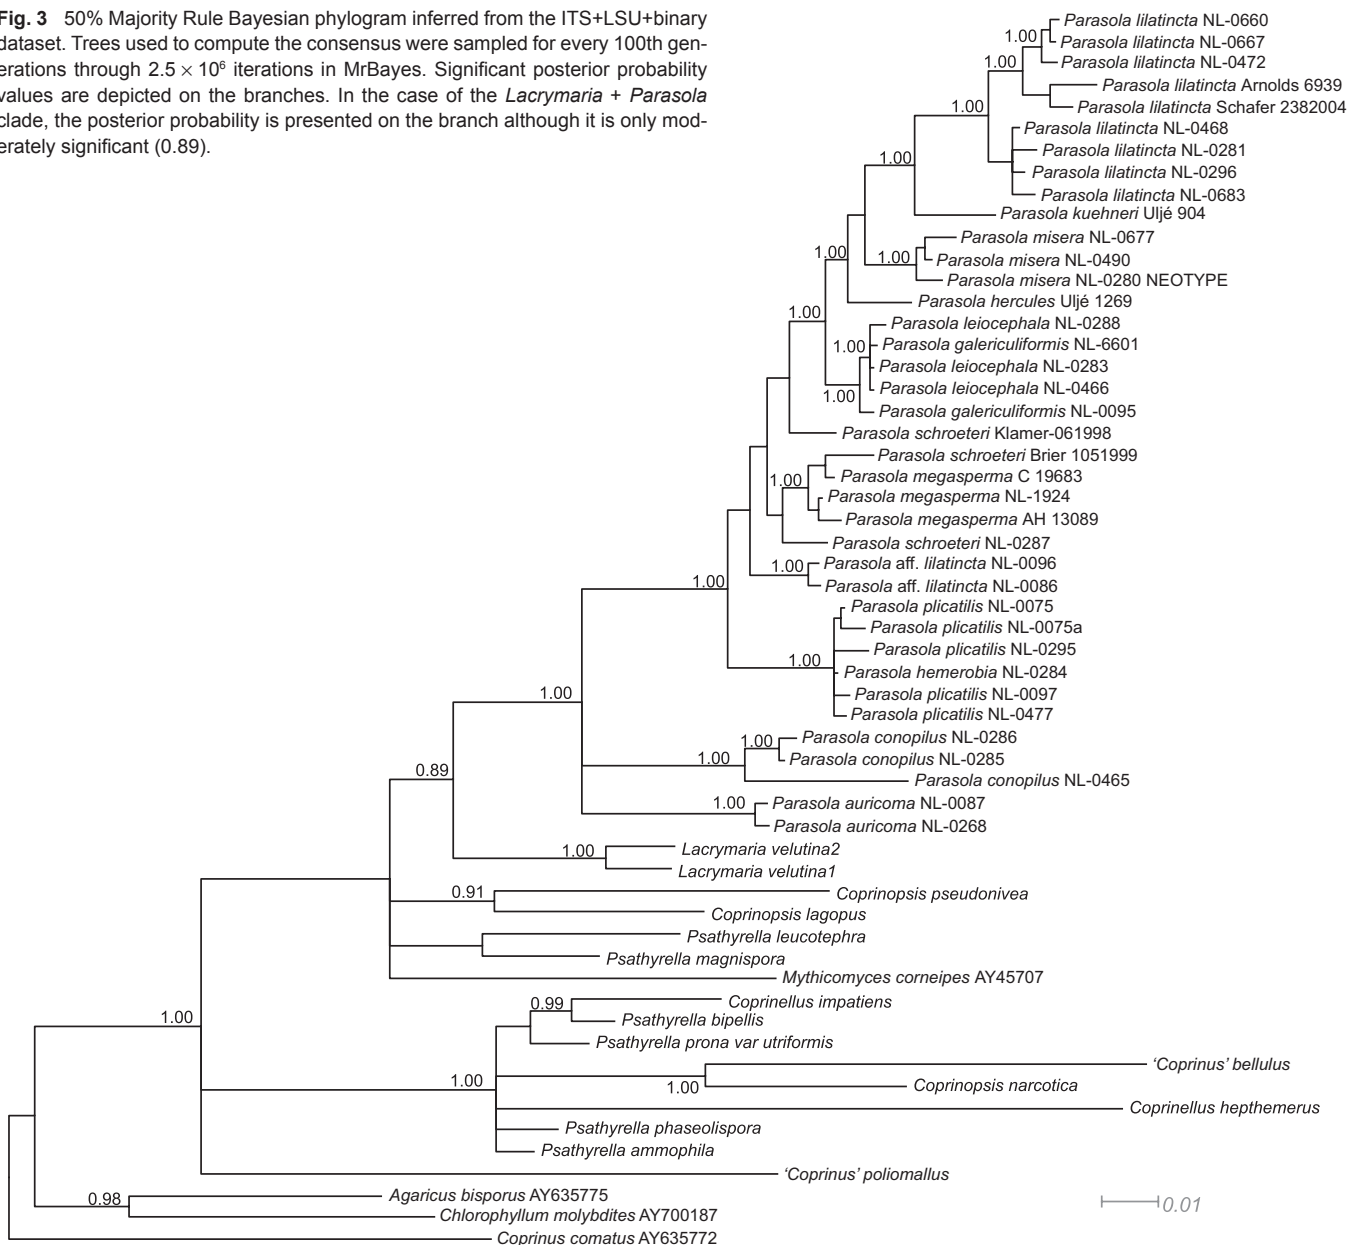 Fig. 3 50% Majority Rule Bayesian phylogram inferred from the ITS+LSU+binary
dataset. Trees used to compute the consensus were sampled for every 100th gen-
erations through 2.5 × 10⁶ iterations in MrBayes. Significant posterior probability
values are depicted on the branches. In the case of the Lacrymaria + Parasola
clade, the posterior probability is presented on the branch although it is only mod-
erately significant (0.89).
Parasola lilatincta NL-0660
1.00
Parasola lilatincta NL-0667
1.00
Parasola lilatincta NL-0472
Parasola lilatincta Arnolds 6939
1.00
Parasola lilatincta Schafer 2382004
Parasola lilatincta NL-0468
Parasola lilatincta NL-0281
1.00
Parasola lilatincta NL-0296
Parasola lilatincta NL-0683
Parasola kuehneri Uljé 904
Parasola misera NL-0677
1.00
1.00
Parasola misera NL-0490
Parasola misera NL-0280 NEOTYPE
Parasola hercules Uljé 1269
1.00
Parasola leiocephala NL-0288
1.00
Parasola galericuliformis NL-6601
Parasola leiocephala NL-0283
Parasola leiocephala NL-0466
1.00
Parasola galericuliformis NL-0095
Parasola schroeteri Klamer-061998
Parasola schroeteri Brier 1051999
1.00
Parasola megasperma C 19683
Parasola megasperma NL-1924
Parasola megasperma AH 13089
Parasola schroeteri NL-0287
1.00
Parasola aff. lilatincta NL-0096
1.00
Parasola aff. lilatincta NL-0086
Parasola plicatilis NL-0075
Parasola plicatilis NL-0075a
Parasola plicatilis NL-0295
1.00
Parasola hemerobia NL-0284
Parasola plicatilis NL-0097
1.00
Parasola plicatilis NL-0477
1.00
Parasola conopilus NL-0286
1.00
Parasola conopilus NL-0285
0.89
Parasola conopilus NL-0465
1.00
Parasola auricoma NL-0087
Parasola auricoma NL-0268
1.00
Lacrymaria velutina2
Lacrymaria velutina1
0.91
Coprinopsis pseudonivea
Coprinopsis lagopus
Psathyrella leucotephra
Psathyrella magnispora
Mythicomyces corneipes AY45707
0.99
Coprinellus impatiens
1.00
Psathyrella bipellis
Psathyrella prona var utriformis
'Coprinus' bellulus
1.00
1.00
Coprinopsis narcotica
Coprinellus hepthemerus
Psathyrella phaseolispora
Psathyrella ammophila
'Coprinus' poliomallus
0.98
Agaricus bisporus AY635775
Chlorophyllum molybdites AY700187
Coprinus comatus AY635772
0.01